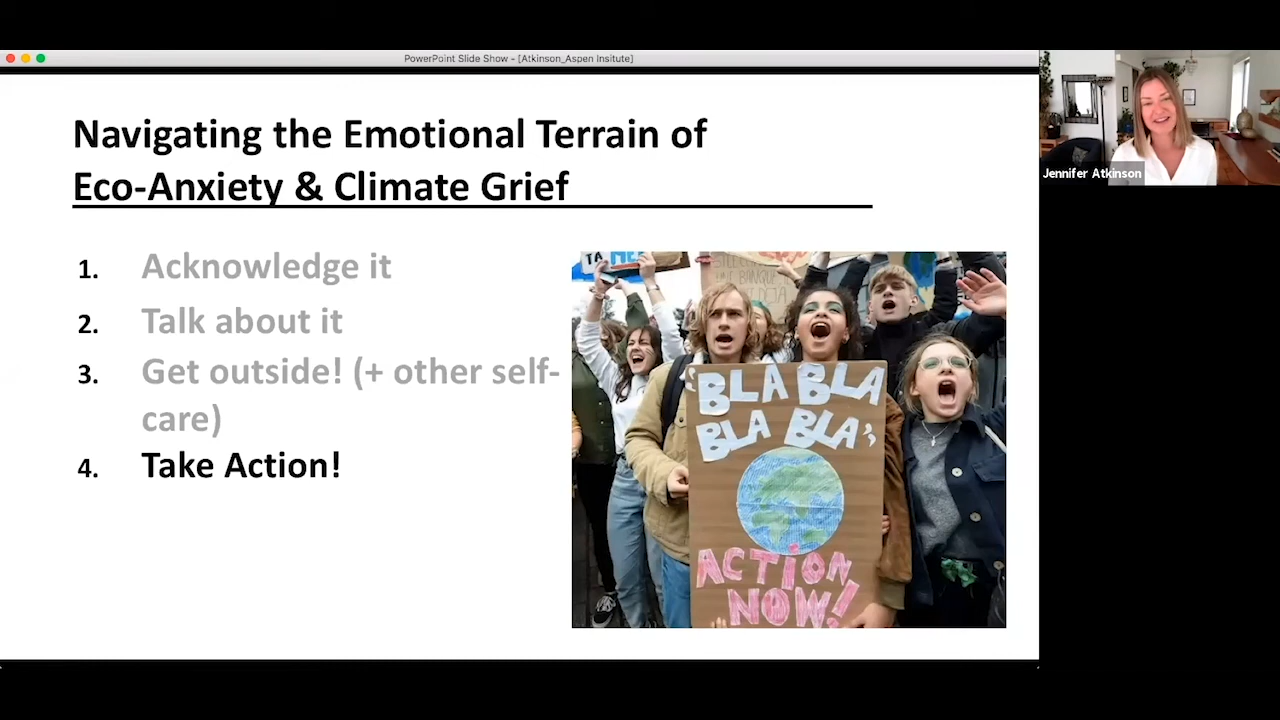 PowerPoint Slide Show - [Atkinson_Aspen Insitute]
Navigating the Emotional Terrain of
Eco-Anxiety & Climate Grief
1. Acknowledge it
2. Talk about it
3. Get outside! (+ other self-
care)
4. Take Action!
TA
'BLA BLA
BLA BLA'
ACTION
NOW!
Jennifer Atkinson